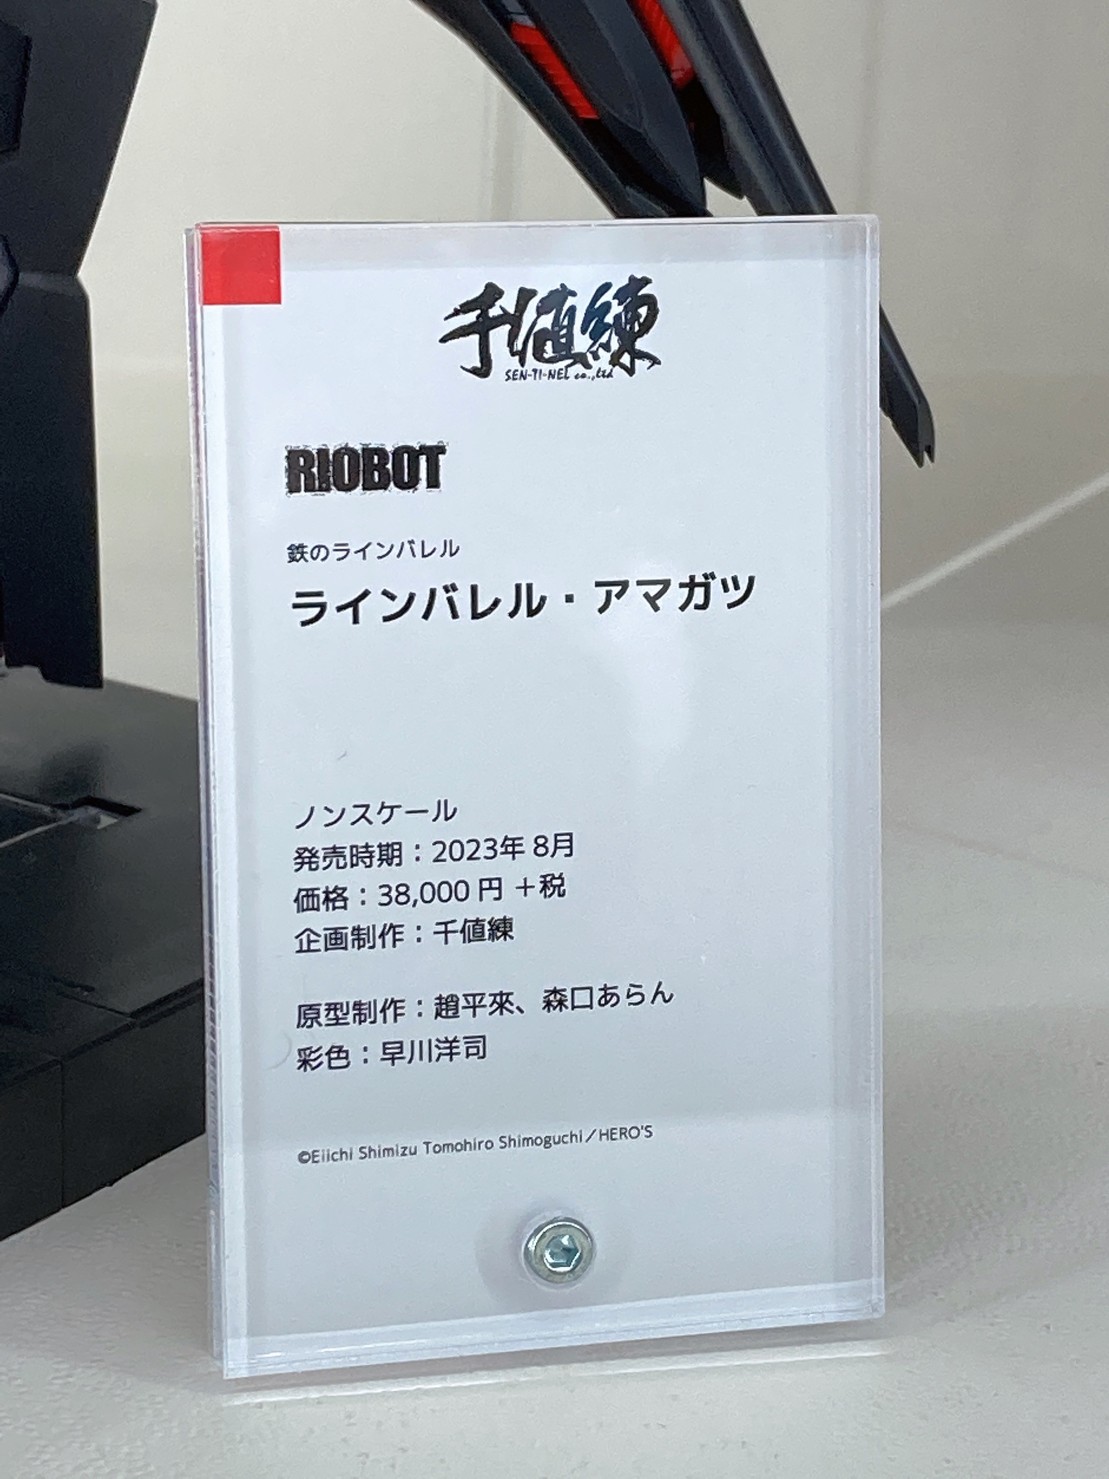 千値練
SEN-TI-NEL co.,ltd
RIOBOT
鉄のラインバレル
ラインバレル・アマガツ
ノンスケール
発売時期：2023年 8月
価格：38,000 円 ＋税
企画制作：千値練
原型制作：趙平來、森口あらん
彩色：早川洋司
©Eiichi Shimizu Tomohiro Shimoguchi／HERO'S